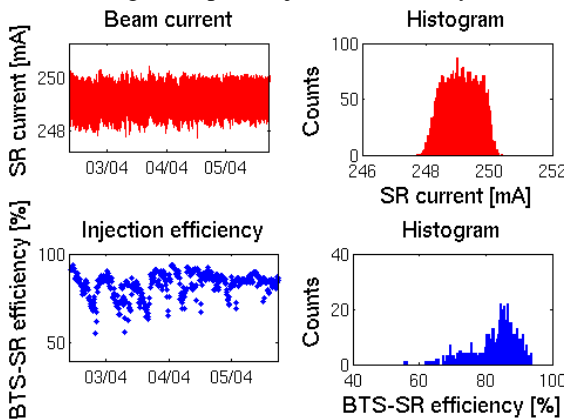 Beam current
Histogram
SR current [mA]
250
248
03/04 04/04 05/04
Counts
100
50
0
246 248 250 252
SR current [mA]
Injection efficiency
Histogram
BTS-SR efficiency [%]
100
50
03/04 04/04 05/04
Counts
40
20
0
40 60 80 100
BTS-SR efficiency [%]